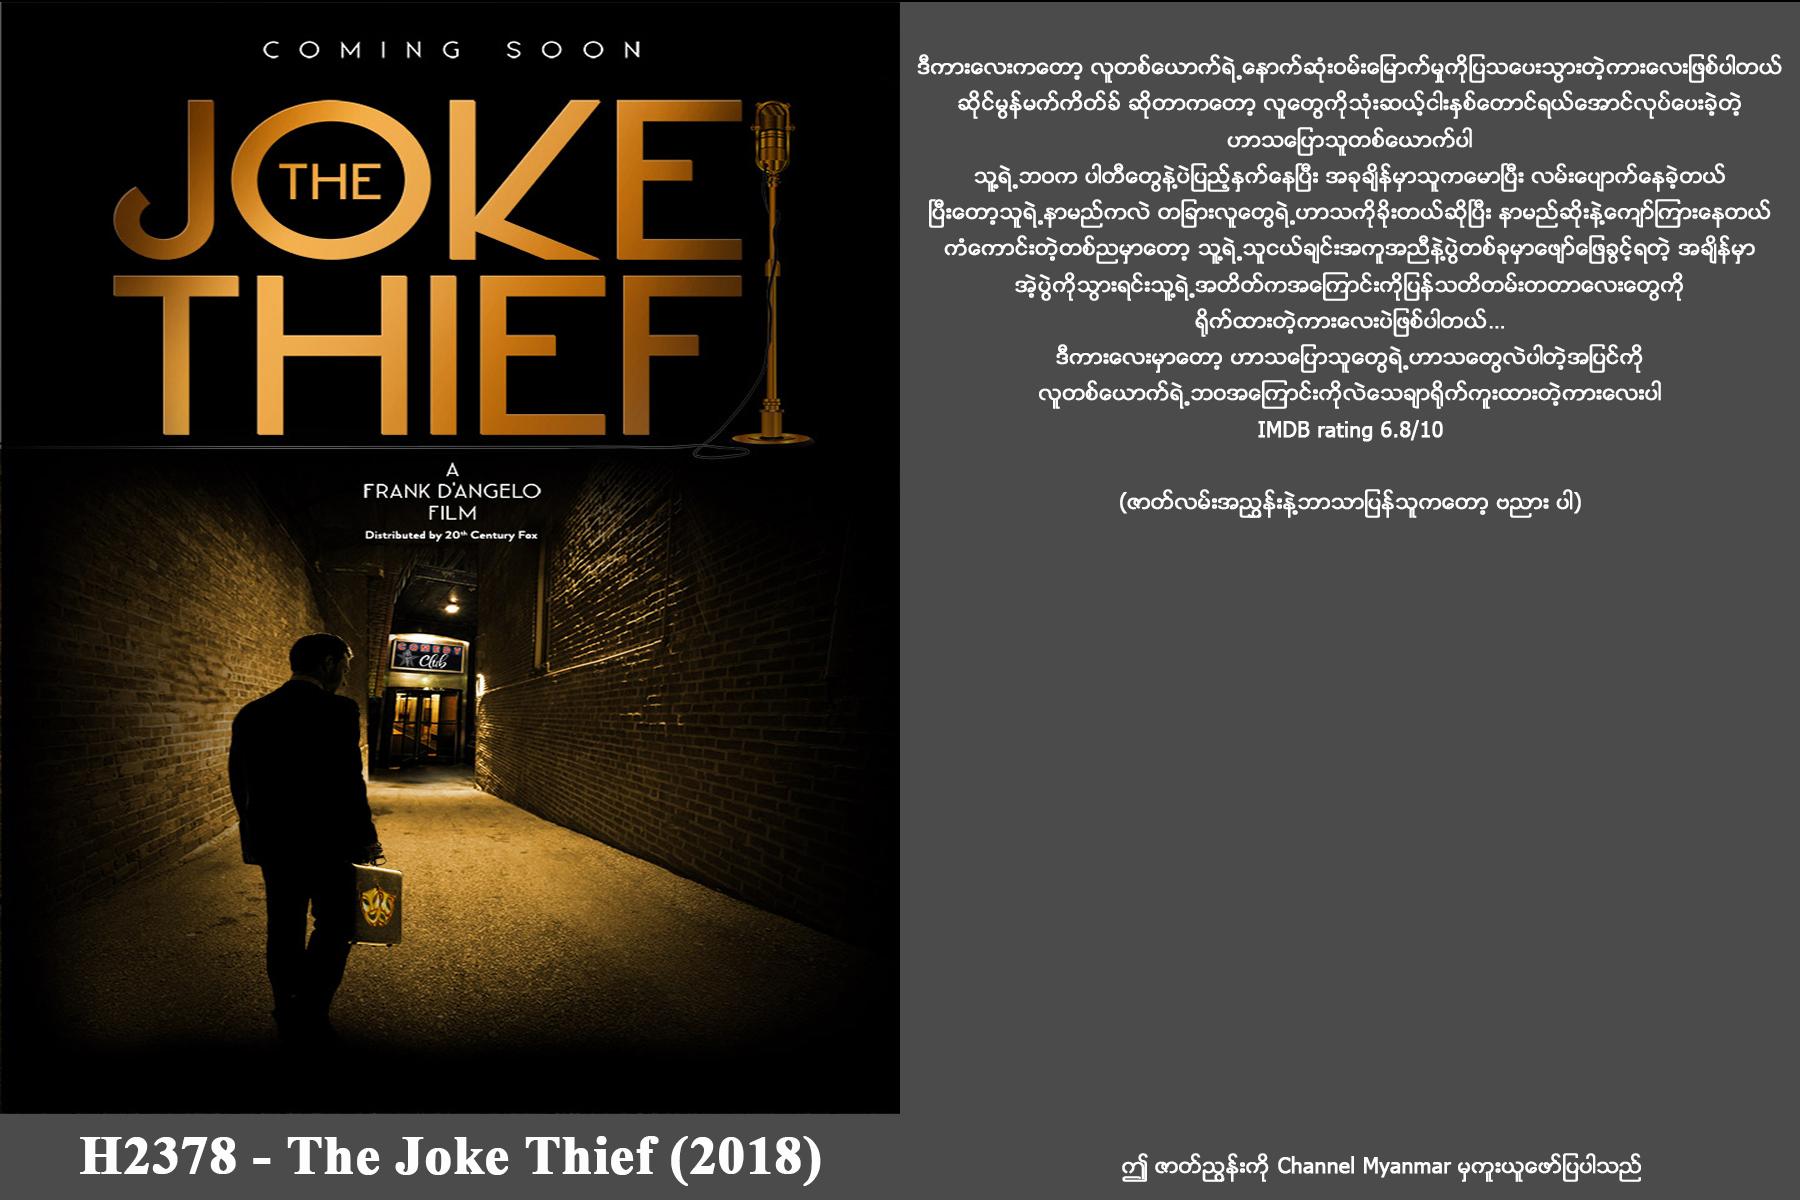 COMING SOON
JOKE
THE
THIEF
A
FRANK D'ANGELO
FILM
Distributed by 20th Century Fox
COMEDY
Club
H2378 - The Joke Thief (2018)
ဒီကားလေးကတော့ လူတစ်ယောက်ရဲ့နောက်ဆုံးဝမ်းမြောက်မှုကိုပြသပေးသွားတဲ့ကားလေးဖြစ်ပါတယ်
ဆိုင်မွန်မက်ကိတ်ခ် ဆိုတာကတော့ လူတွေကိုသုံးဆယ့်ငါးနှစ်တောင်ရယ်အောင်လုပ်ပေးခဲ့တဲ့
ဟာသပြောသူတစ်ယောက်ပါ
သူ့ရဲ့ဘဝက ပါတီတွေနဲ့ပဲပြည့်နှက်နေပြီး အခုချိန်မှာသူကမောပြီး လမ်းပျောက်နေခဲ့တယ်
ပြီးတော့သူရဲ့နာမည်ကလဲ တခြားလူတွေရဲ့ဟာသကိုခိုးတယ်ဆိုပြီး နာမည်ဆိုးနဲ့ကျော်ကြားနေတယ်
ကံကောင်းတဲ့တစ်ညမှာတော့ သူ့ရဲ့သူငယ်ချင်းအကူအညီနဲ့ပွဲတစ်ခုမှာဖျော်ဖြေခွင့်ရတဲ့ အချိန်မှာ
အဲ့ပွဲကိုသွားရင်းသူ့ရဲ့အတိတ်ကအကြောင်းကိုပြန်သတိတမ်းတတာလေးတွေကို
ရိုက်ထားတဲ့ကားလေးပဲဖြစ်ပါတယ်...
ဒီကားလေးမှာတော့ ဟာသပြောသူတွေရဲ့ဟာသတွေလဲပါတဲ့အပြင်ကို
လူတစ်ယောက်ရဲ့ဘဝအကြောင်းကိုလဲသေချာရိုက်ကူးထားတဲ့ကားလေးပါ
IMDB rating 6.8/10
(ဇာတ်လမ်းအညွှန်းနဲ့ဘာသာပြန်သူကတော့ ဗညား ပါ)
ဤ ဇာတ်ညွှန်းကို Channel Myanmar မှကူးယူဖော်ပြပါသည်